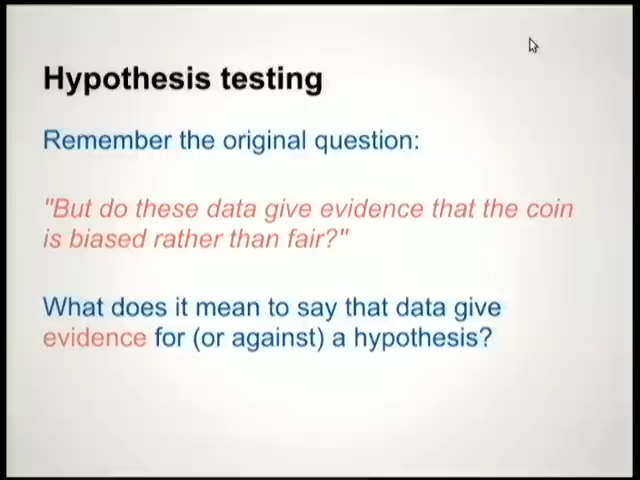 Hypothesis testing
Remember the original question:
"But do these data give evidence that the coin
is biased rather than fair?"
What does it mean to say that data give
evidence for (or against) a hypothesis?